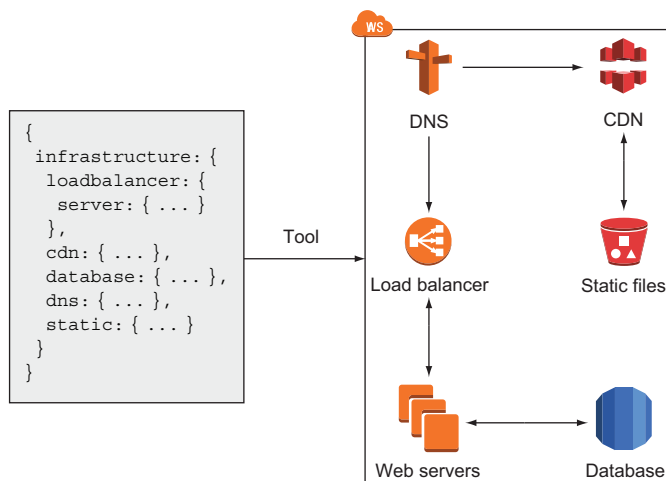 WS
DNS
CDN
{
infrastructure: {
loadbalancer: {
server: { ... }
},
cdn: { ... },
database: { ... },
dns: { ... },
static: { ... }
}
}
Tool
Load balancer
Static files
Web servers
Database